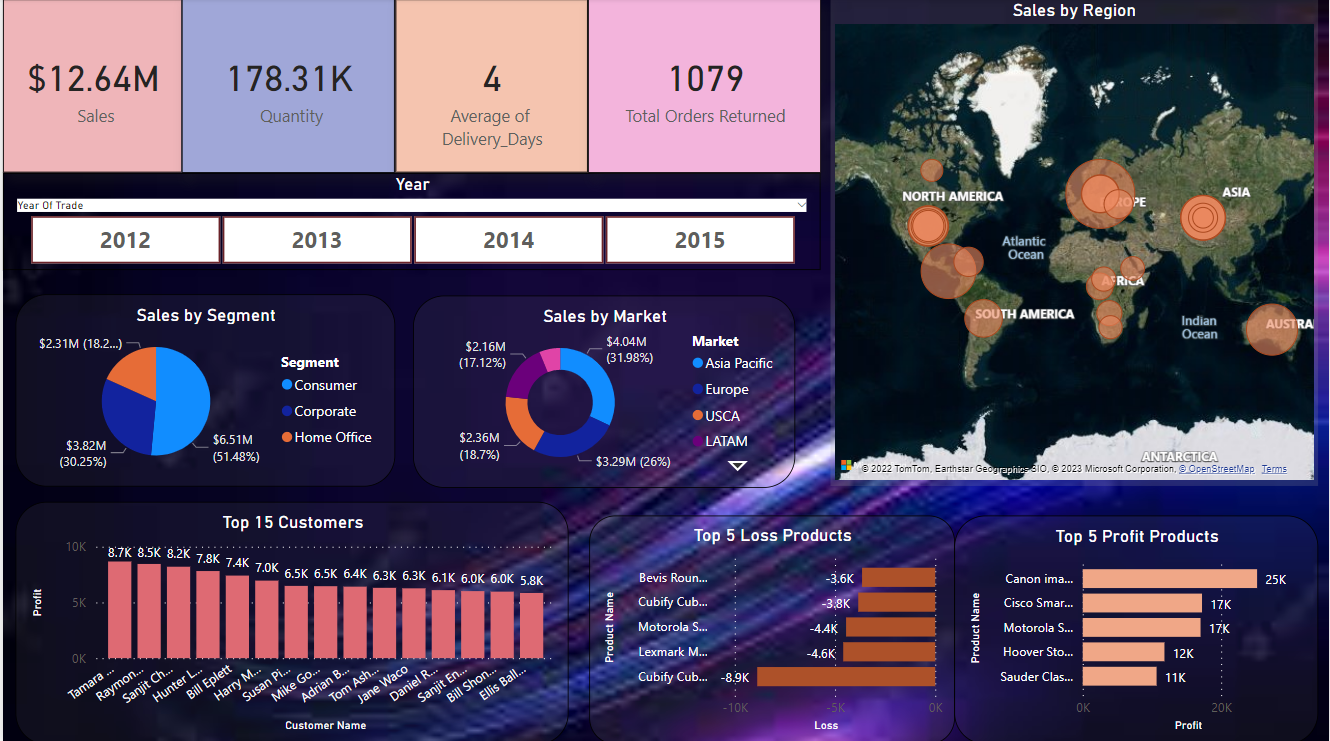 $12.64M
Sales
178.31K
Quantity
4
Average of
Delivery_Days
1079
Total Orders Returned
Year
Year Of Trade
2012
2013
2014
2015
Sales by Region
NORTH AMERICA
ASIA
Atlantic
Ocean
AFRICA
SOUTH AMERICA
Indian
Ocean
AUSTRA
ANTARCTICA
© 2022 TomTom, Earthstar Geographics SIO, © 2023 Microsoft Corporation, © OpenStreetMap Terms
Sales by Segment
$2.31M (18.2...)
$3.82M
(30.25%)
$6.51M
(51.48%)
Segment
Consumer
Corporate
Home Office
Sales by Market
$2.16M
(17.12%)
$4.04M
(31.98%)
$2.36M
(18.7%)
$3.29M (26%)
Market
Asia Pacific
Europe
USCA
LATAM
Top 15 Customers
Profit
10K
5K
0K
8.7K
8.5K
8.2K
7.8K
7.4K
7.0K
6.5K
6.5K
6.4K
6.3K
6.3K
6.1K
6.0K
6.0K
5.8K
Tamara ...
Raymon...
Sanjit Ch...
Hunter L...
Bill Eplett
Harry M...
Susan Pi...
Mike Go...
Adrian B...
Tom Ash...
Jane Waco
Daniel R...
Sanjit En...
Bill Shon...
Ellis Ball...
Customer Name
Top 5 Loss Products
Product Name
Bevis Roun... -3.6K
Cubify Cub... -3.8K
Motorola S... -4.4K
Lexmark M... -4.6K
Cubify Cub... -8.9K
-10K
-5K
0K
Loss
Top 5 Profit Products
Product Name
Canon ima... 25K
Cisco Smar... 17K
Motorola S... 17K
Hoover Sto... 12K
Sauder Clas... 11K
0K
20K
Profit